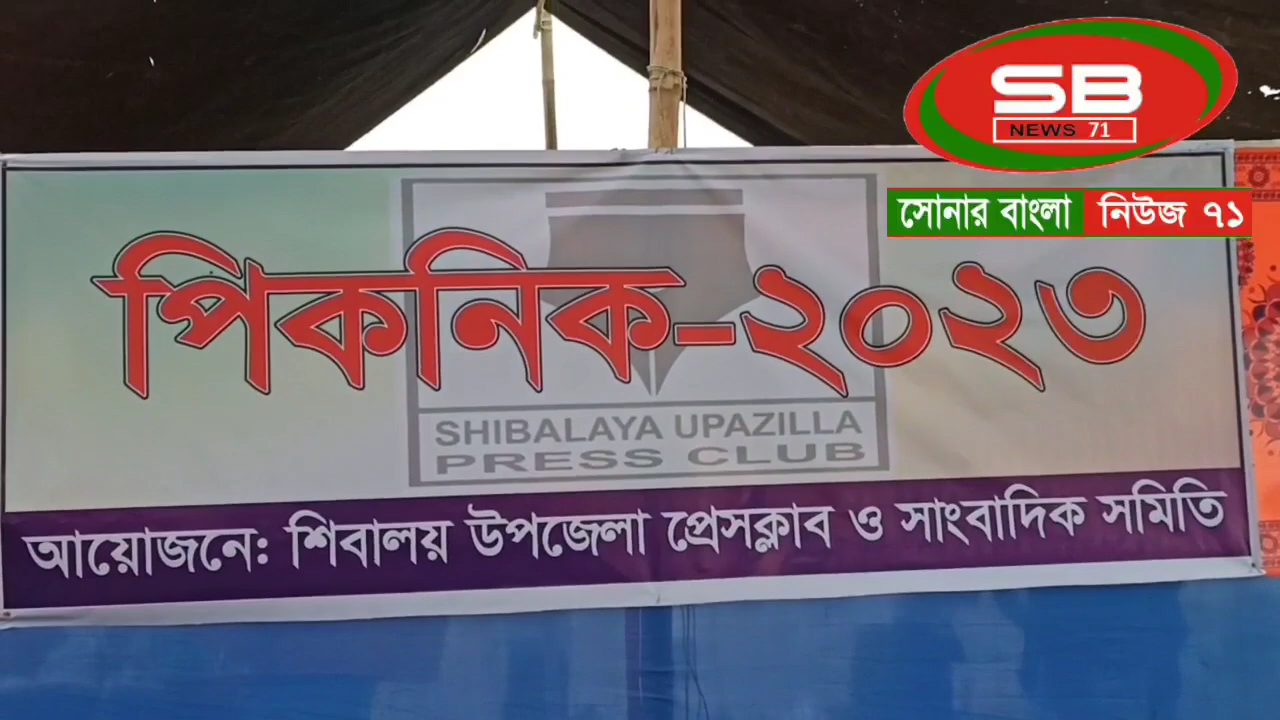 SB
NEWS 71
সোনার বাংলা নিউজ ৭১
পিকনিক-২০২৩
SHIBALAYA UPAZILLA
PRESS CLUB
আয়োজনে: শিবালয় উপজেলা প্রেসক্লাব ও সাংবাদিক সমিতি